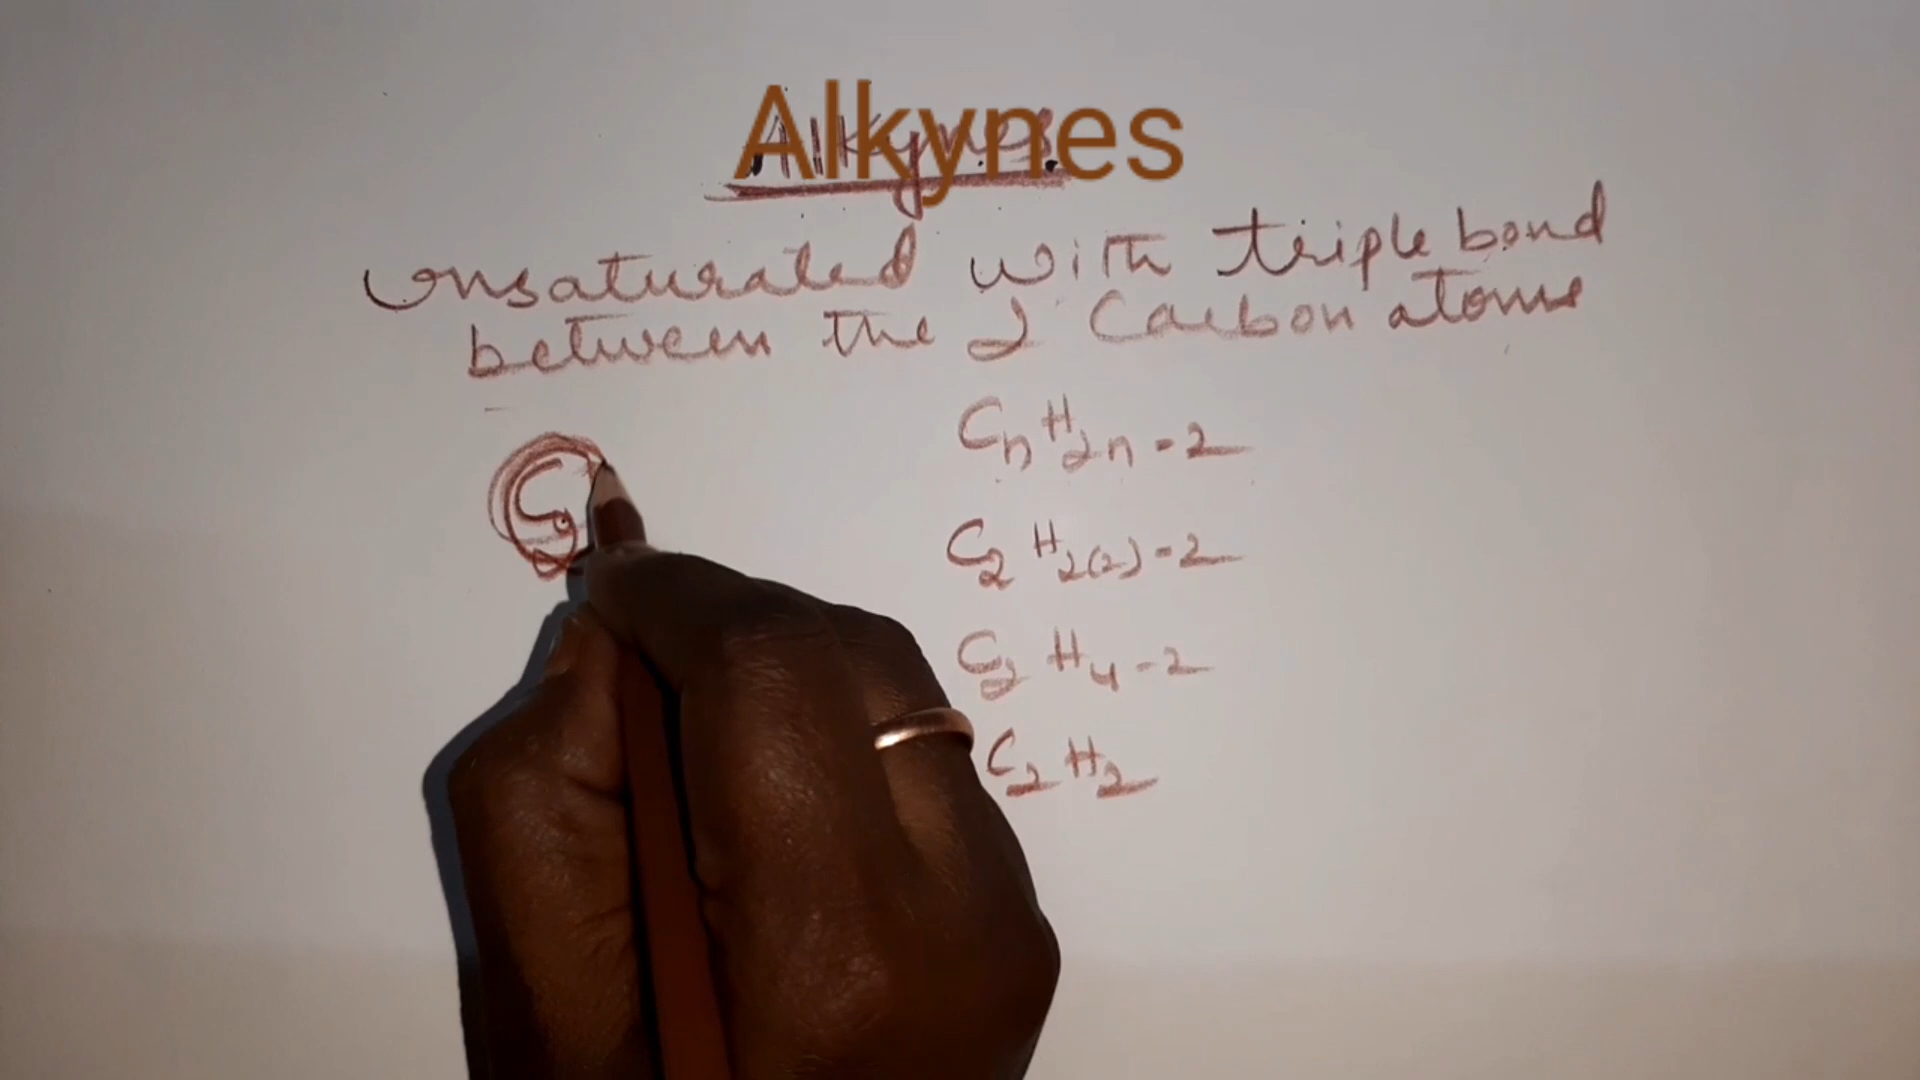 Alkynes
Alkynes
Unsaturated with triple bond
between the 2 Carbon atoms
CnH2n-2
C2H2(2)-2
C2H4-2
C2H2
C